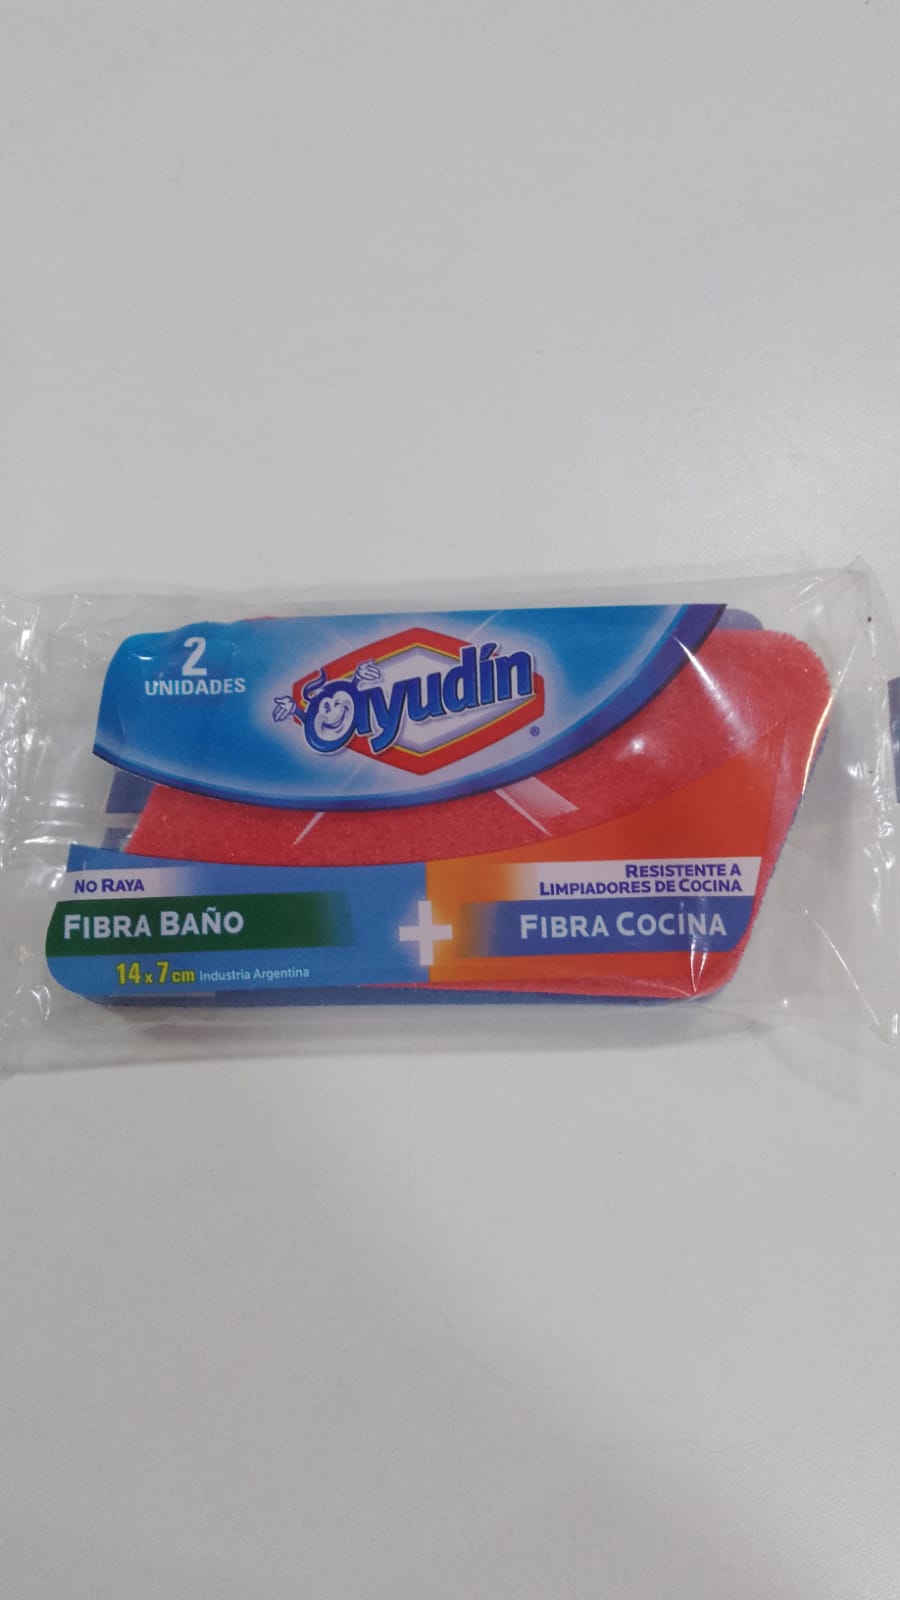 2
UNIDADES
Ayudín
®
NO RAYA
FIBRA BAÑO
14 x 7 cm Industria Argentina
+
RESISTENTE A
LIMPIADORES DE COCINA
FIBRA COCINA